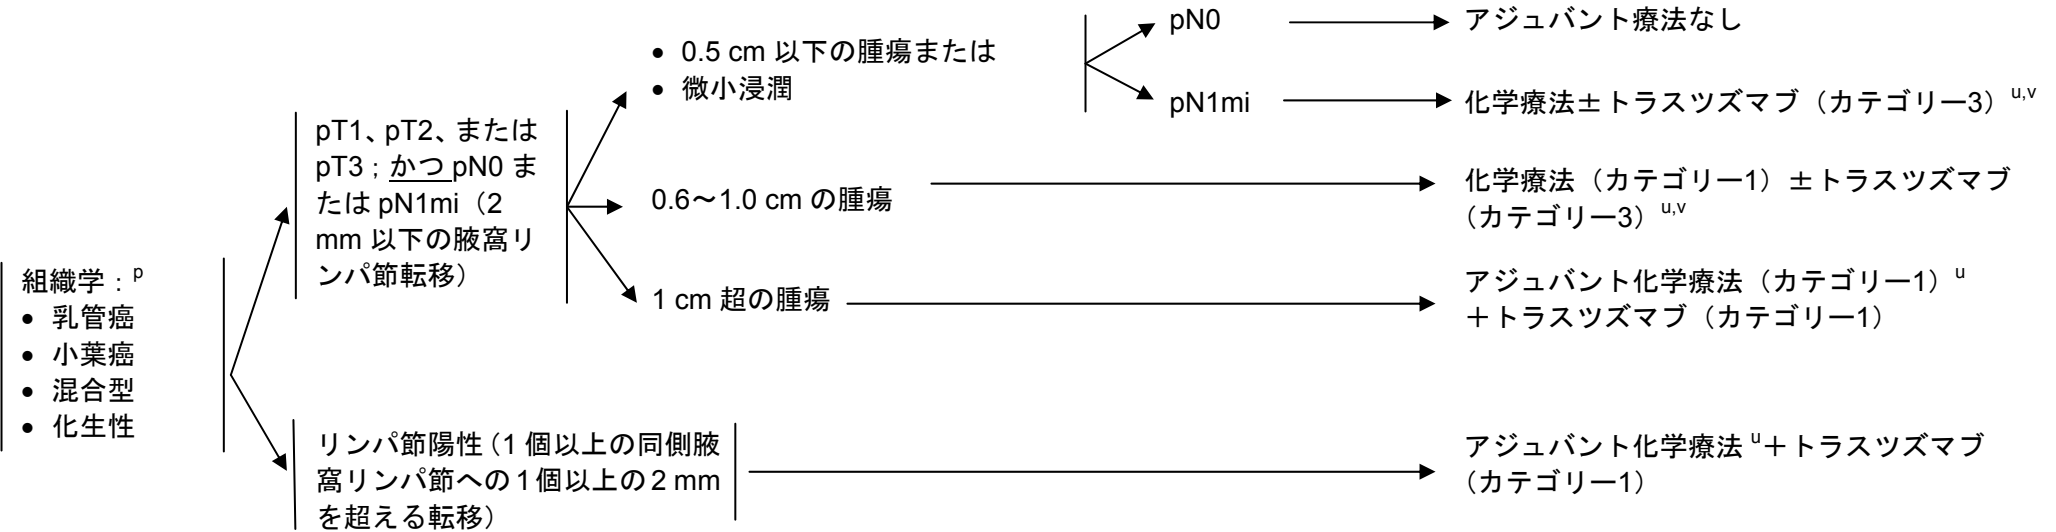 組織学：p
• 乳管癌
• 小葉癌
• 混合型
• 化生性
pT1、pT2、または
pT3；かつ pN0 ま
たは pN1mi（2
mm 以下の腋窩リ
ンパ節転移）
• 0.5 cm 以下の腫瘍または
• 微小浸潤
pN0
アジュバント療法なし
pN1mi
化学療法±トラスツズマブ（カテゴリー3）u,v
0.6～1.0 cm の腫瘍
化学療法（カテゴリー1）±トラスツズマブ
（カテゴリー3）u,v
1 cm 超の腫瘍
アジュバント化学療法（カテゴリー1）u
＋トラスツズマブ（カテゴリー1）
リンパ節陽性（1 個以上の同側腋
窩リンパ節への 1 個以上の 2 mm
を超える転移）
アジュバント化学療法 u＋トラスツズマブ
（カテゴリー1）